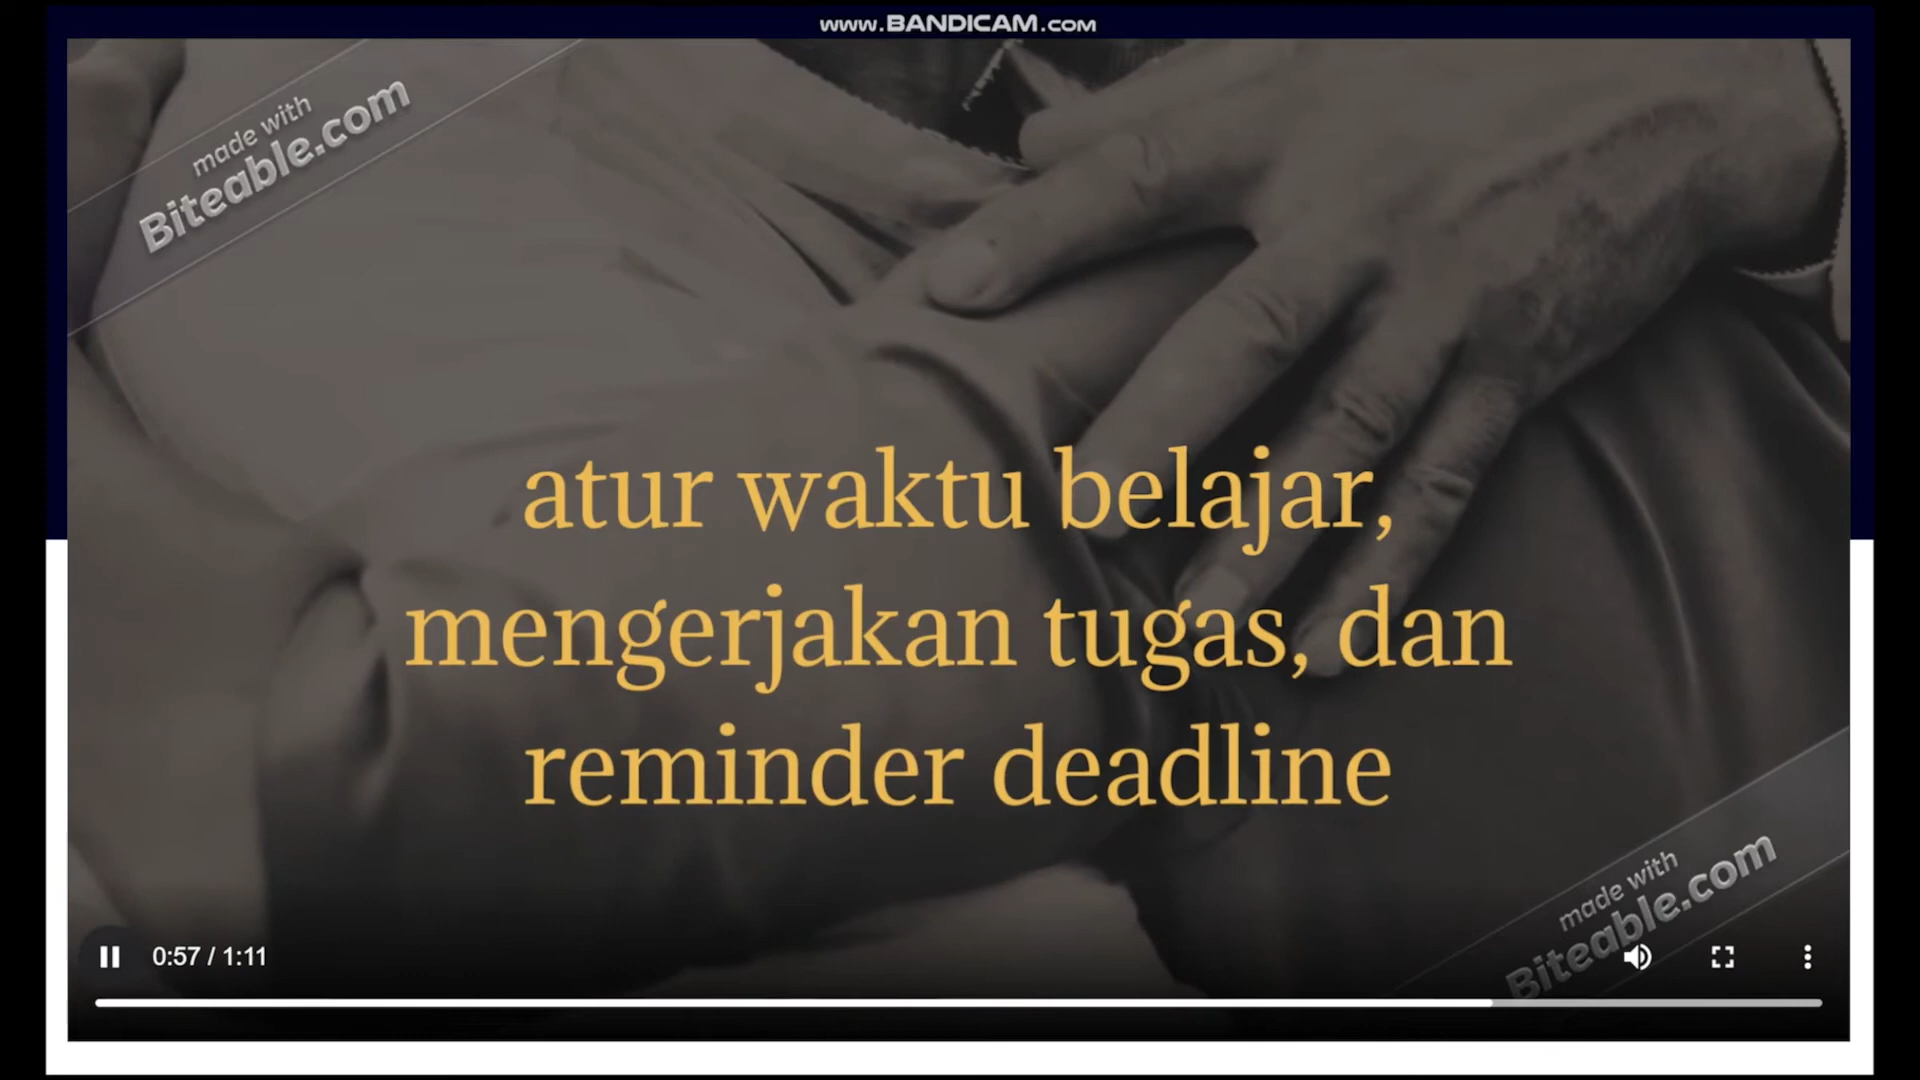 www.BANDICAM.com
made with
Biteable.com
atur waktu belajar,
mengerjakan tugas, dan
reminder deadline
made with
Biteable.com
0:57 / 1:11